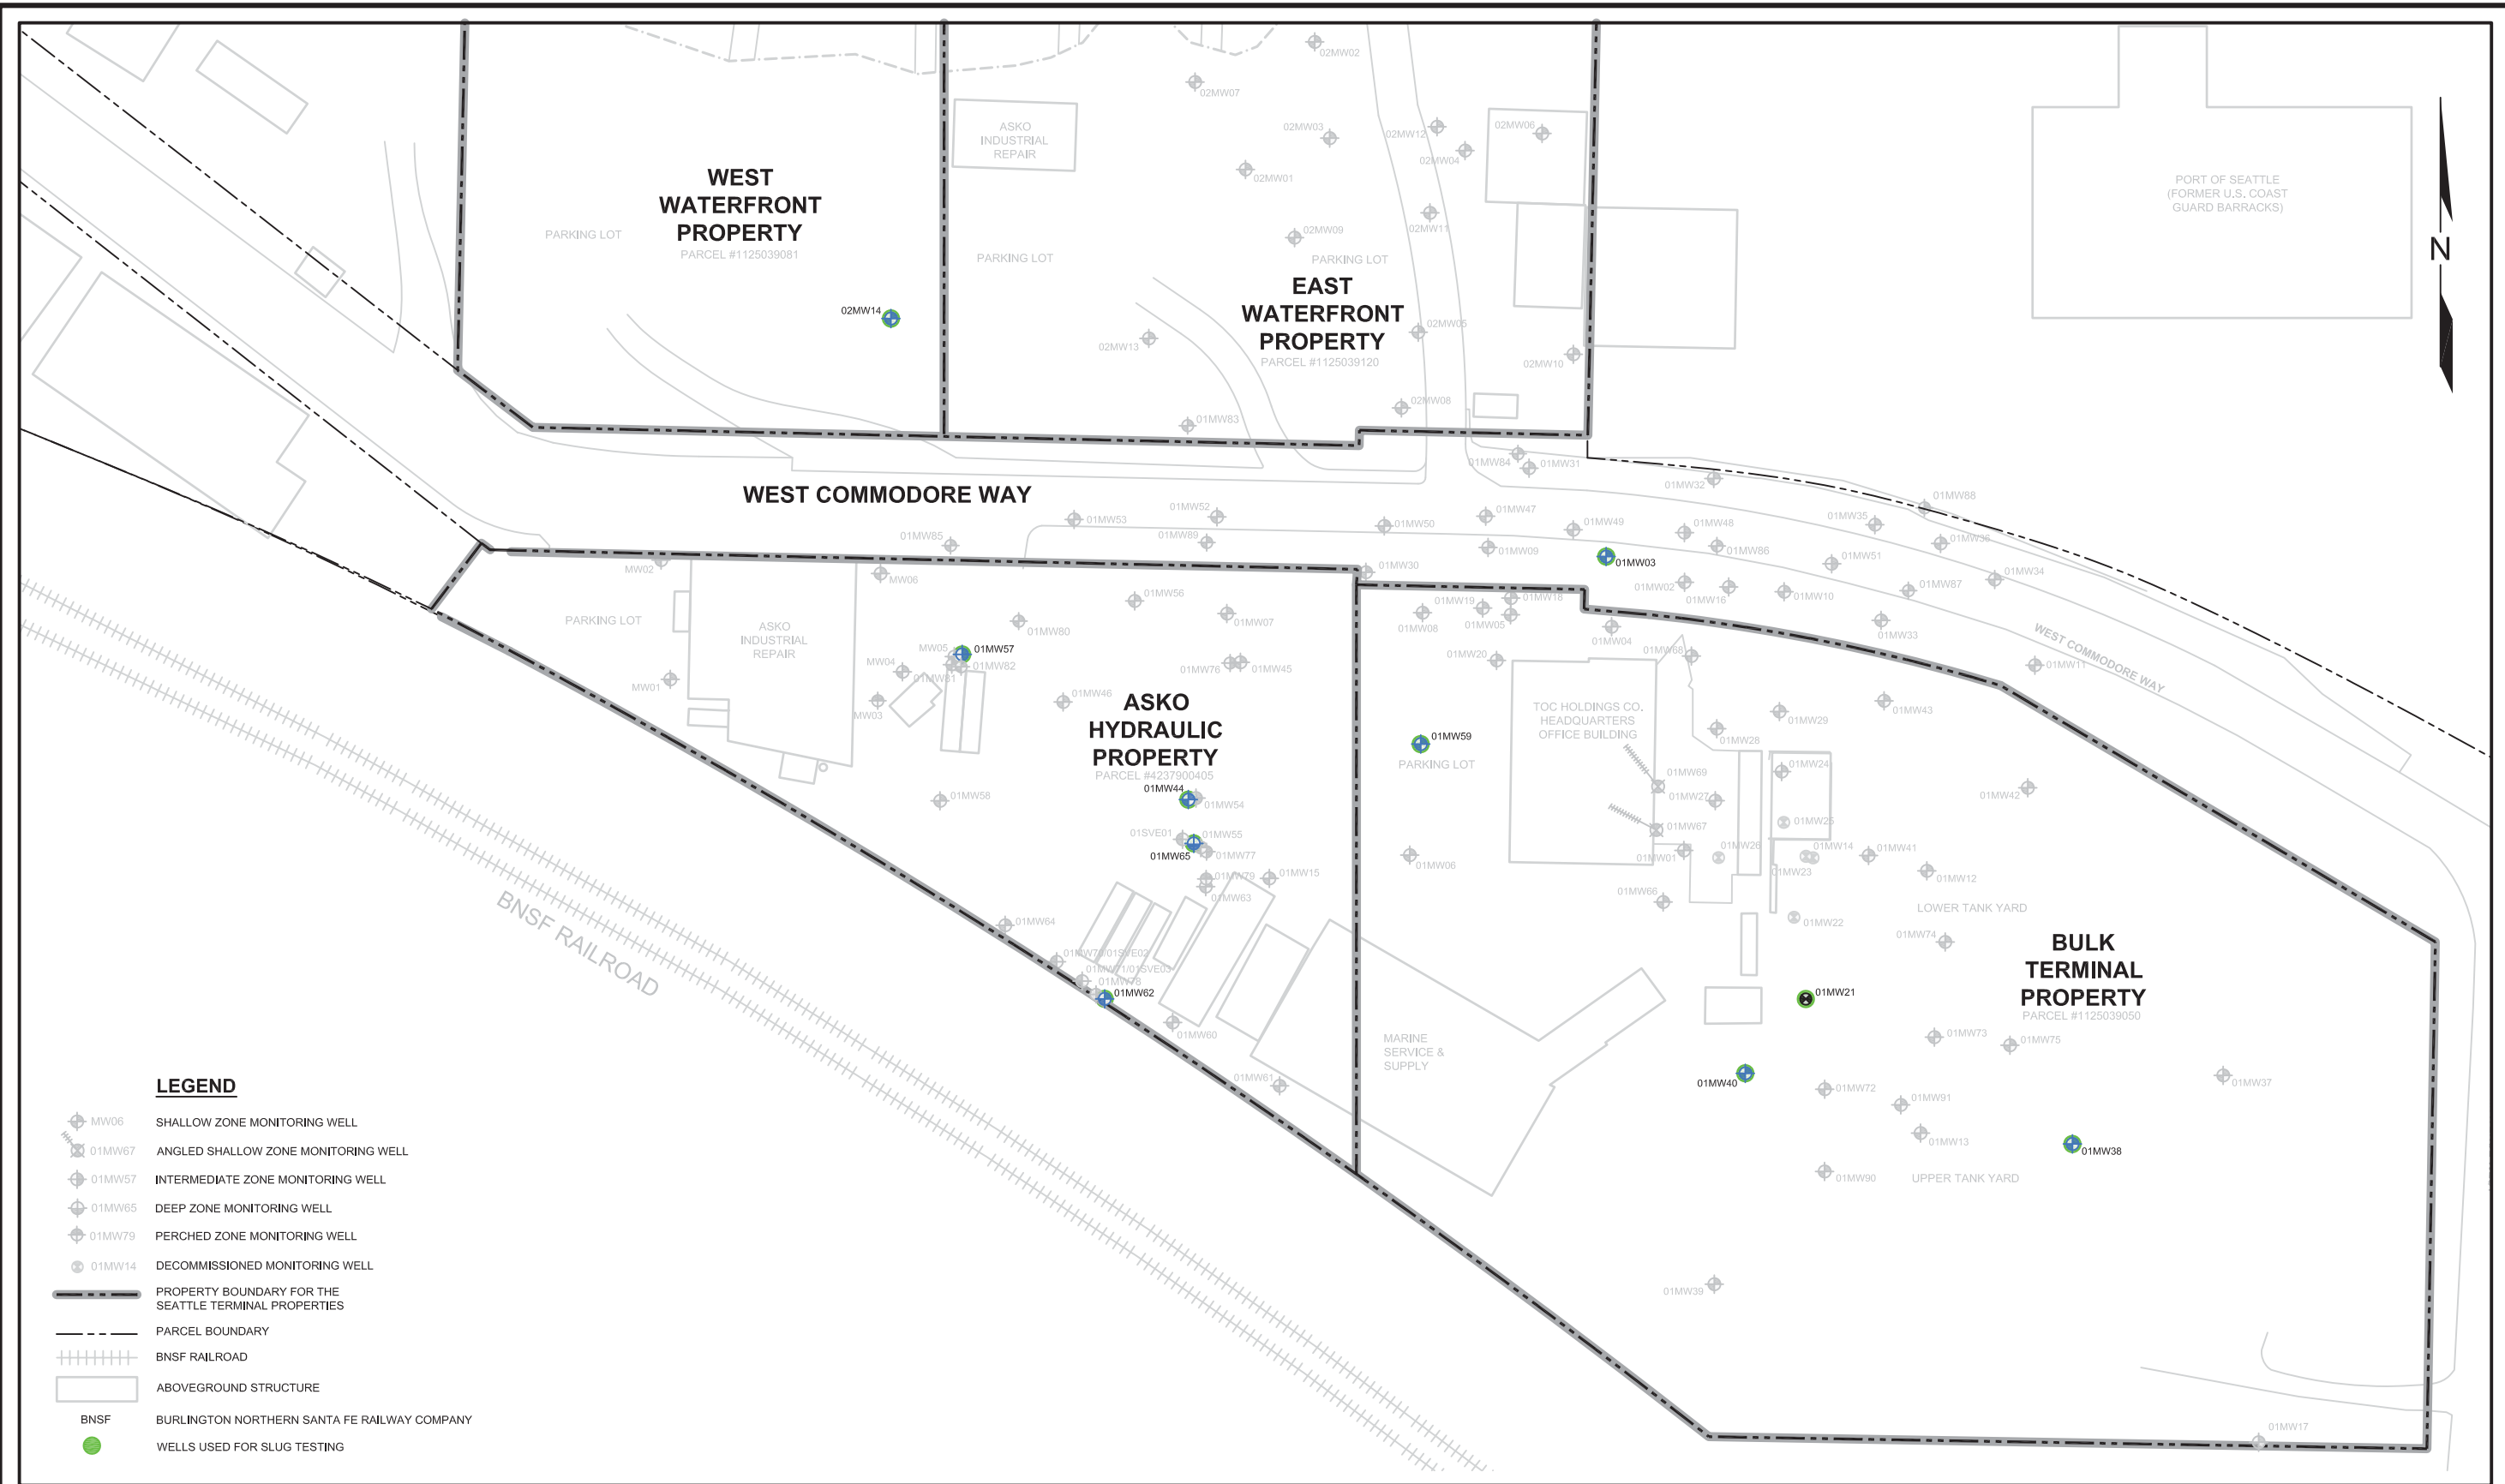 02MW02
02MW07
ASKO
INDUSTRIAL
REPAIR
02MW03
02MW12
02MW06
02MW04
02MW01
WEST
WATERFRONT
PROPERTY
PARCEL #1125039081
PARKING LOT
PORT OF SEATTLE
(FORMER U.S. COAST
GUARD BARRACKS)
02MW11
02MW09
PARKING LOT
PARKING LOT
N
EAST
WATERFRONT
PROPERTY
PARCEL #1125039120
02MW14
02MW05
02MW13
02MW10
02MW08
01MW83
01MW84
01MW31
01MW32
WEST COMMODORE WAY
01MW88
01MW52
01MW53
01MW50
01MW47
01MW49
01MW48
01MW35
01MW85
01MW89
01MW09
01MW86
01MW36
01MW03
01MW51
MW02
MW06
01MW30
01MW02
01MW16
01MW10
01MW87
01MW34
01MW56
01MW07
01MW08
01MW19
01MW18
01MW05
01MW04
01MW33
WEST COMMODORE WAY
PARKING LOT
ASKO
INDUSTRIAL
REPAIR
01MW80
MW05
01MW57
01MW82
MW04
01MW81
01MW76
01MW45
01MW20
01MW68
01MW11
MW01
MW03
01MW46
01MW43
01MW29
ASKO
HYDRAULIC
PROPERTY
PARCEL #4237900405
TOC HOLDINGS CO.
HEADQUARTERS
OFFICE BUILDING
01MW28
01MW59
PARKING LOT
01MW69
01MW24
01MW27
01MW42
01MW44
01MW54
01MW58
01SVE01
01MW55
01MW65
01MW77
01MW67
01MW25
01MW06
01MW01
01MW26
01MW14
01MW23
01MW41
01MW12
01MW79
01MW15
01MW63
01MW66
01MW22
LOWER TANK YARD
01MW64
01MW74
01MW70/01SVE02
01MW71/01SVE03
01MW78
01MW62
BULK
TERMINAL
PROPERTY
PARCEL #1125039050
BNSF RAILROAD
01MW21
01MW60
MARINE
SERVICE &
SUPPLY
01MW73
01MW75
01MW61
01MW40
01MW72
01MW91
01MW37
01MW13
01MW38
01MW90
UPPER TANK YARD
01MW39
01MW17
LEGEND
MW06 SHALLOW ZONE MONITORING WELL
01MW67 ANGLED SHALLOW ZONE MONITORING WELL
01MW57 INTERMEDIATE ZONE MONITORING WELL
01MW65 DEEP ZONE MONITORING WELL
01MW79 PERCHED ZONE MONITORING WELL
01MW14 DECOMMISSIONED MONITORING WELL
PROPERTY BOUNDARY FOR THE
SEATTLE TERMINAL PROPERTIES
PARCEL BOUNDARY
BNSF RAILROAD
ABOVEGROUND STRUCTURE
BNSF BURLINGTON NORTHERN SANTA FE RAILWAY COMPANY
WELLS USED FOR SLUG TESTING